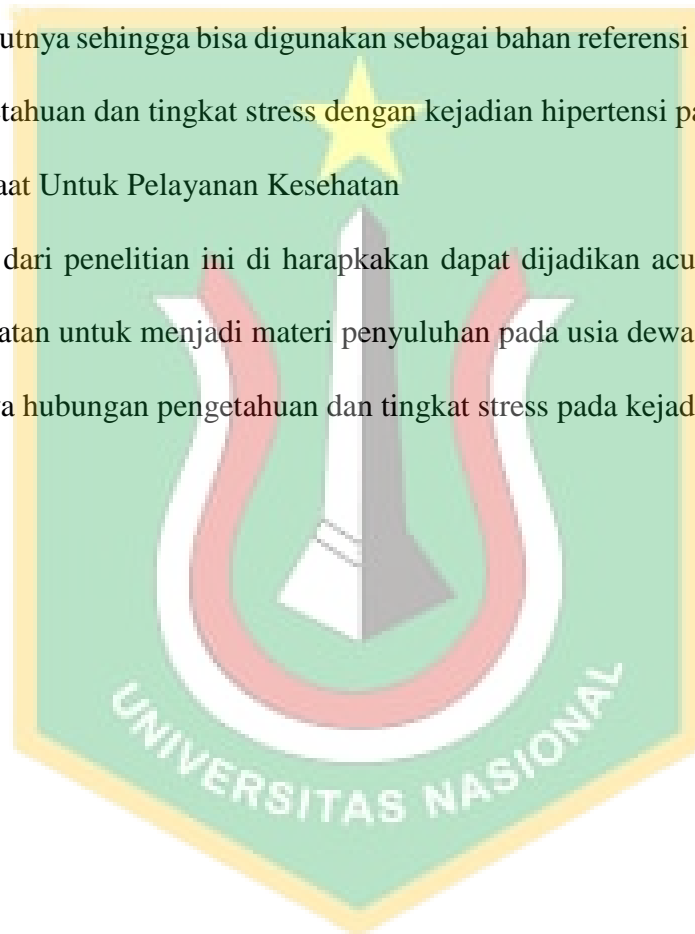 utnya sehingga bisa digunakan sebagai bahan referensi
tahuan dan tingkat stress dengan kejadian hipertensi pa
aat Untuk Pelayanan Kesehatan
dari penelitian ini di harapkakan dapat dijadikan acu
atan untuk menjadi materi penyuluhan pada usia dewa
a hubungan pengetahuan dan tingkat stress pada kejad
UNIVERSITAS NASIONAL